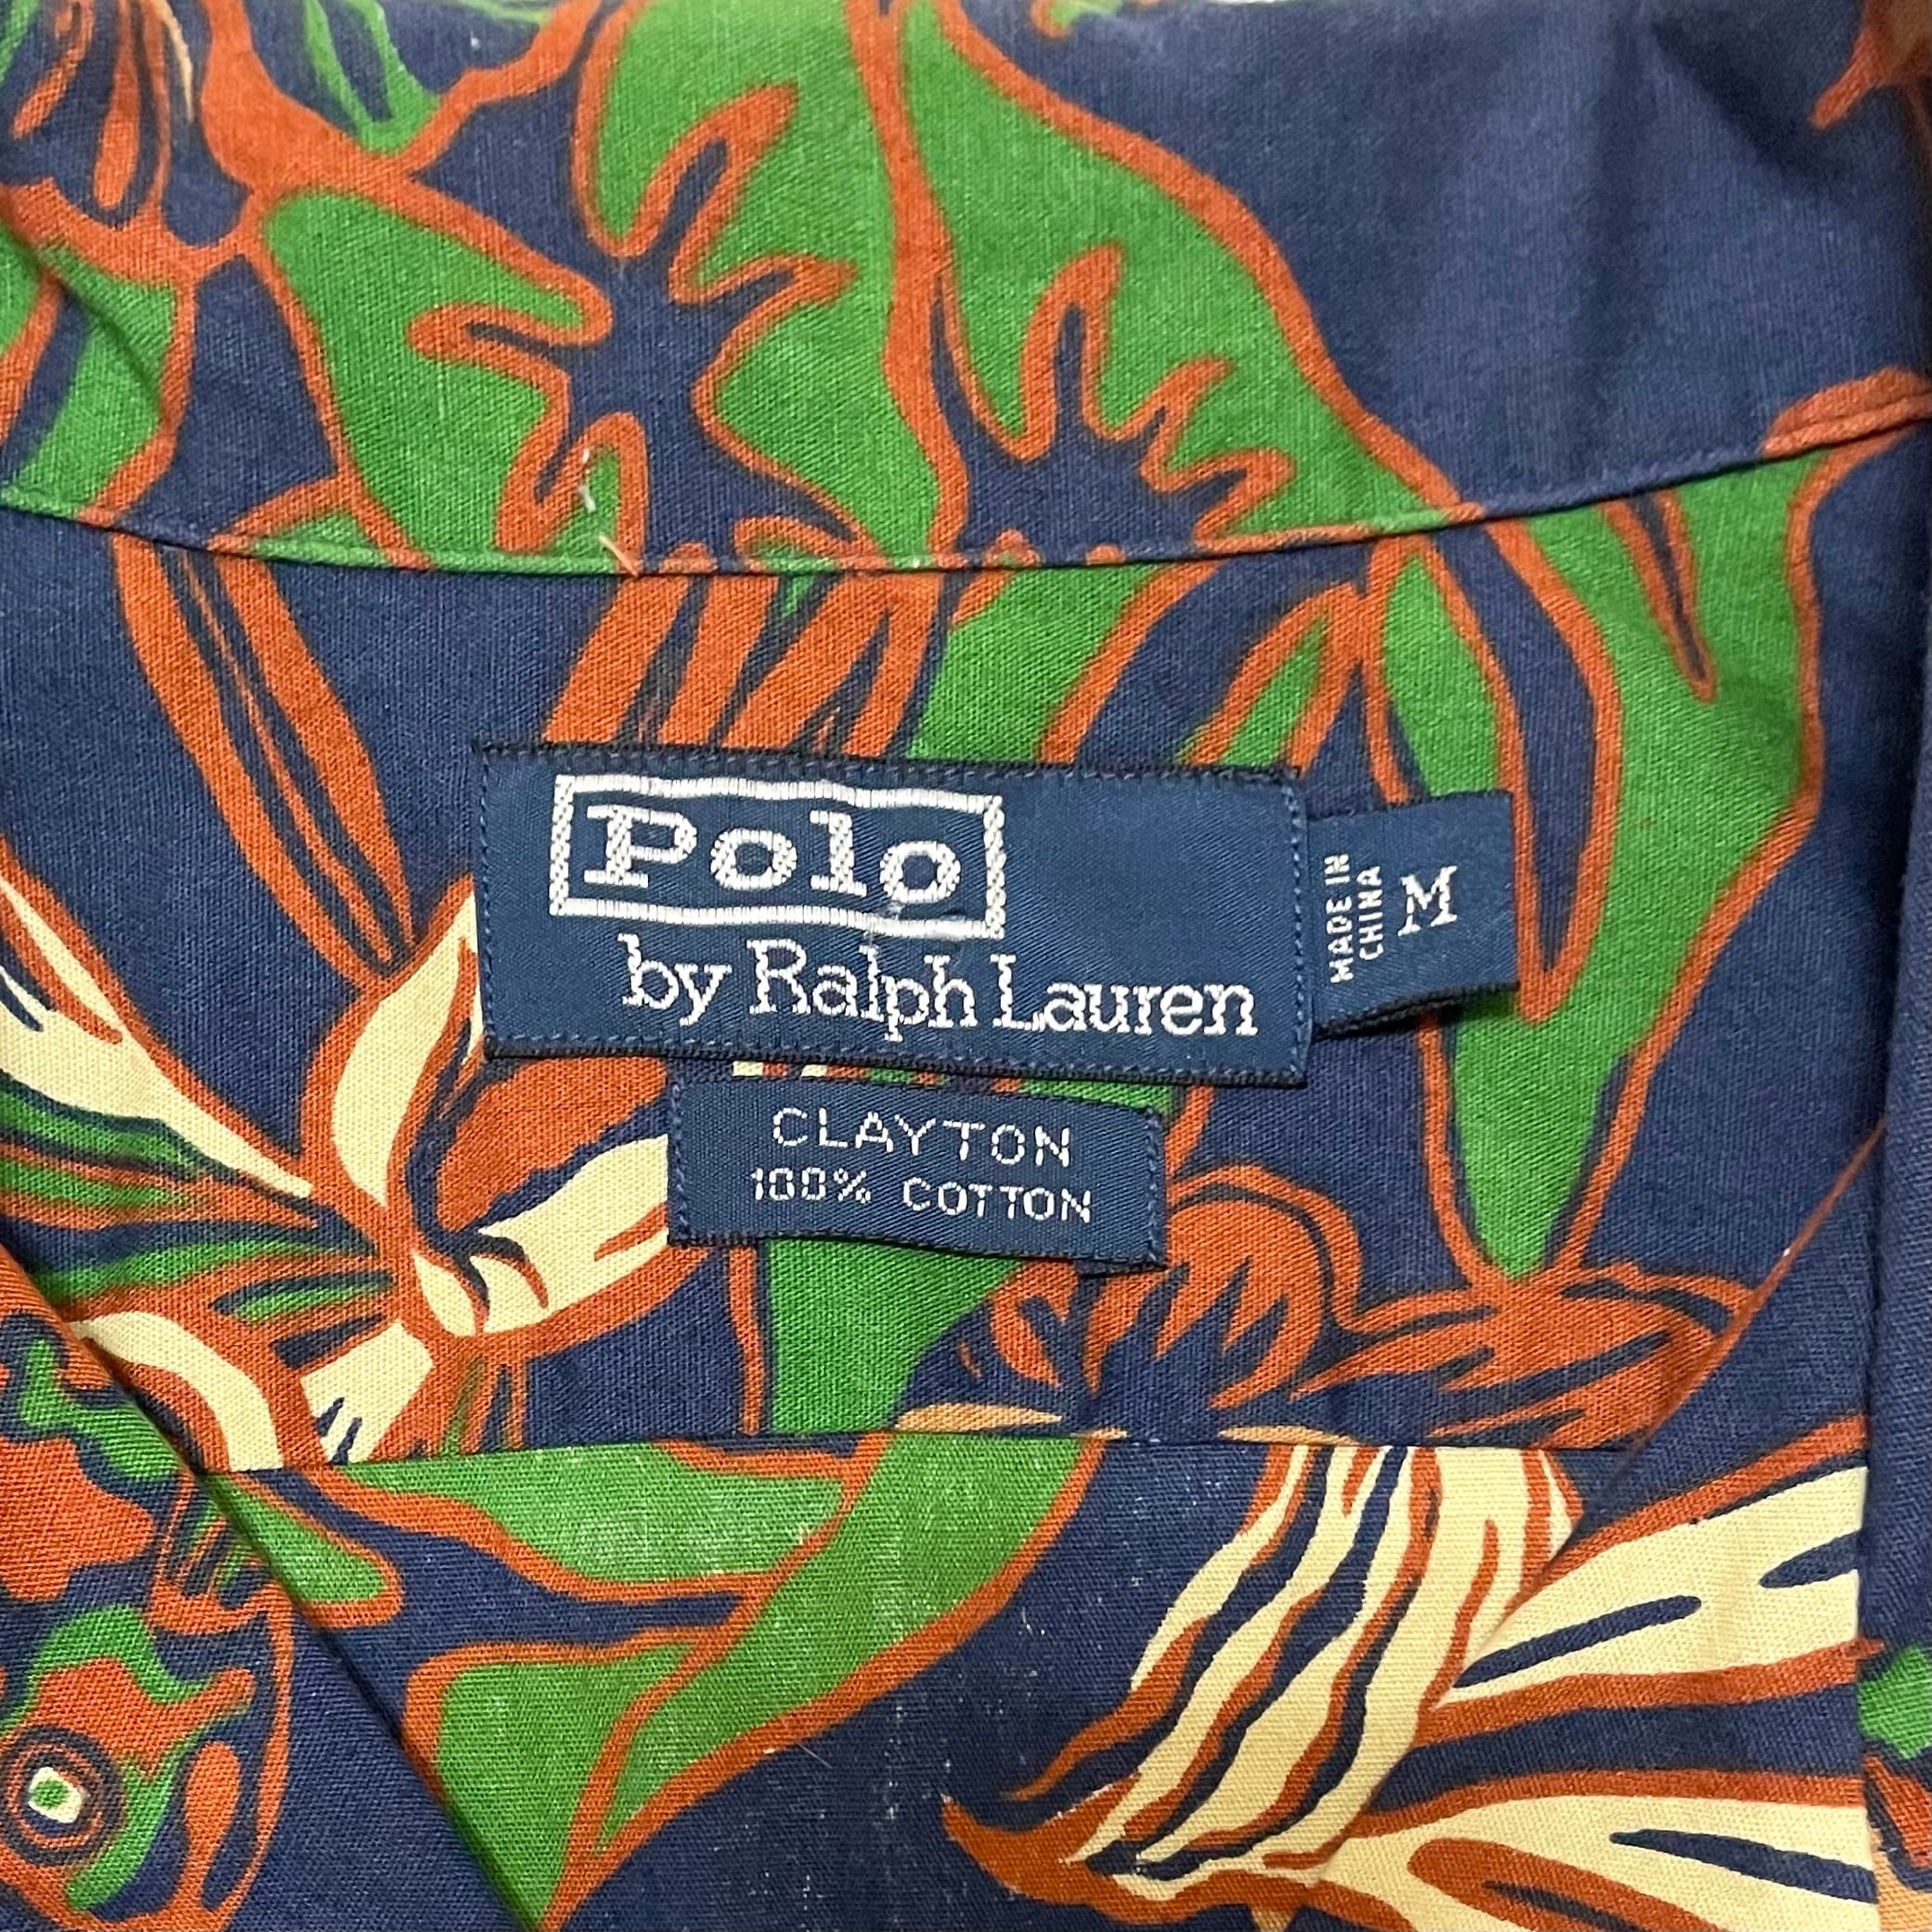 Polo
by Ralph Lauren
MADE IN
CHINA
M
CLAYTON
100% COTTON